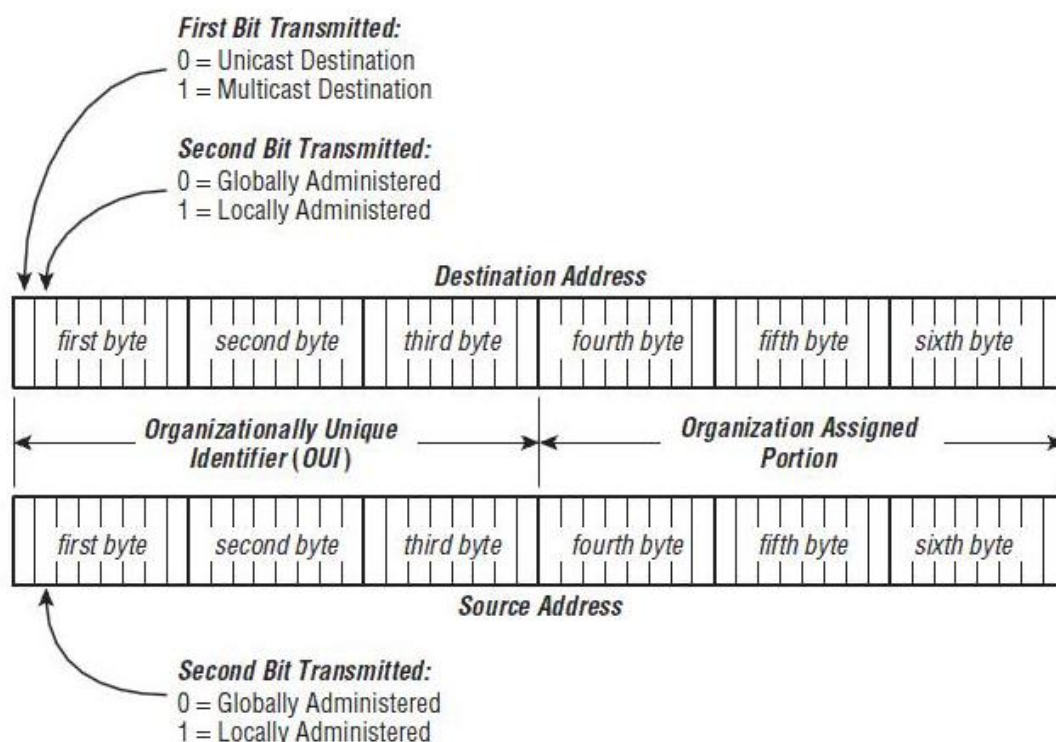 First Bit Transmitted:
0 = Unicast Destination
1 = Multicast Destination
Second Bit Transmitted:
0 = Globally Administered
1 = Locally Administered
Destination Address
first byte second byte third byte fourth byte fifth byte sixth byte
Organizationally Unique Identifier (OUI)
Organization Assigned Portion
first byte second byte third byte fourth byte fifth byte sixth byte
Source Address
Second Bit Transmitted:
0 = Globally Administered
1 = Locally Administered